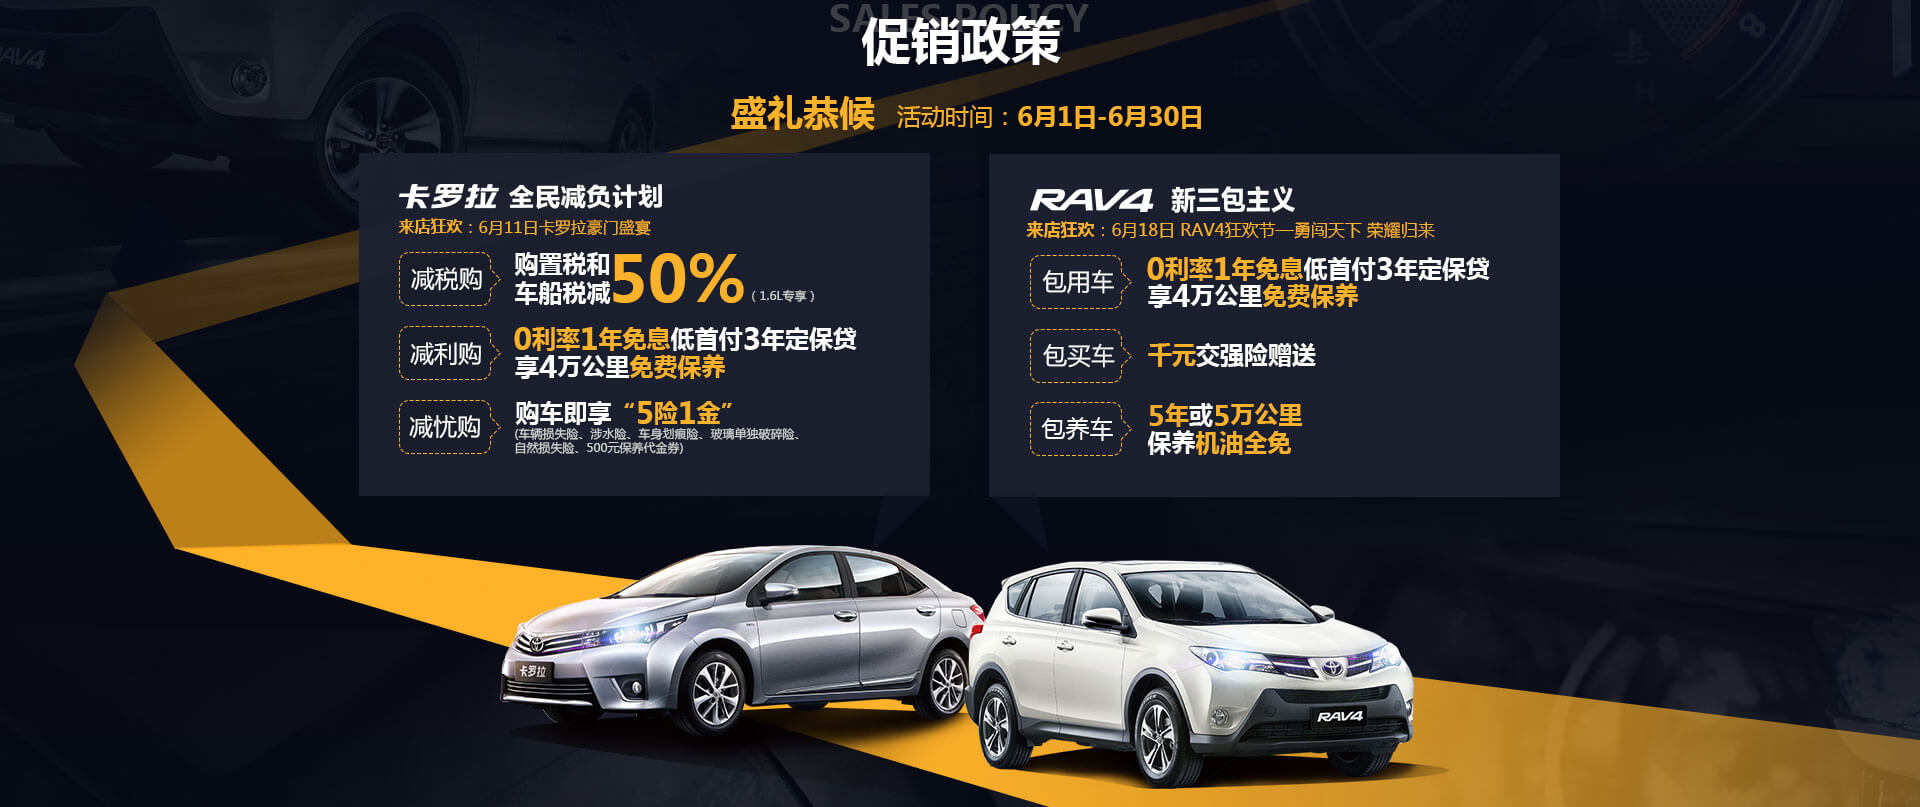 SALES POLICY
促销政策
盛礼恭候 活动时间：6月1日-6月30日
卡罗拉 全民减负计划
来店狂欢：6月11日卡罗拉豪门盛宴
减税购
购置税和
车船税减50%（1.6L专享）
减利购
0利率1年免息低首付3年定保贷
享4万公里免费保养
减忧购
购车即享“5险1金”
(车辆损失险、涉水险、车身划痕险、玻璃单独破碎险、
自然损失险、500元保养代金券)
RAV4 新三包主义
来店狂欢：6月18日 RAV4狂欢节—勇闯天下 荣耀归来
包用车
0利率1年免息低首付3年定保贷
享4万公里免费保养
包买车
千元交强险赠送
包养车
5年或5万公里
保养机油全免
卡罗拉
RAV4
RAV4
H
8